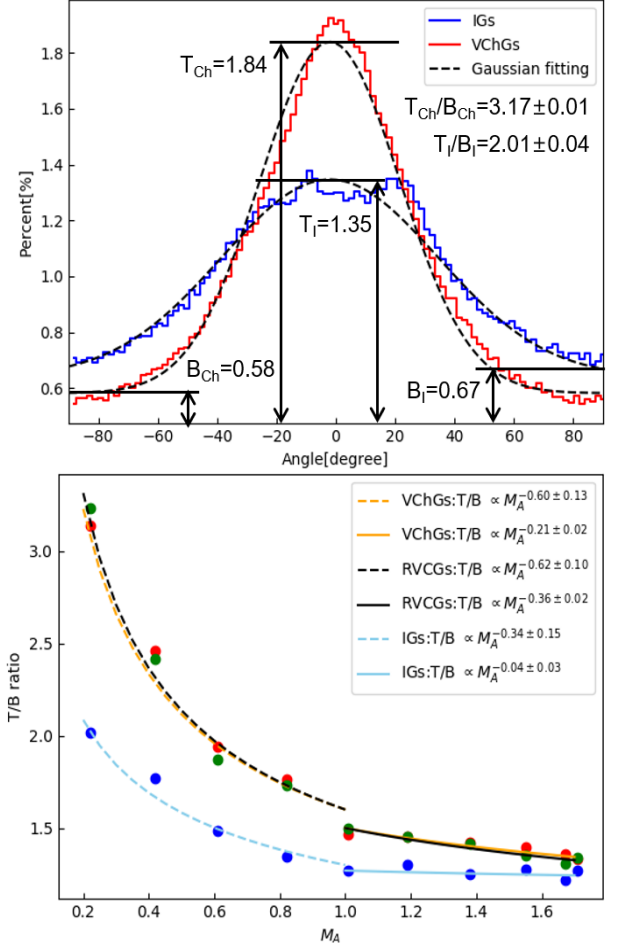 IGs
VChGs
Gaussian fitting
T_Ch=1.84
T_Ch/B_Ch=3.17±0.01
T_I/B_I=2.01±0.04
T_I=1.35
B_Ch=0.58
B_I=0.67
Percent[%]
1.8
1.6
1.4
1.2
1.0
0.8
0.6
−80 −60 −40 −20 0 20 40 60 80
Angle[degree]
VChGs:T/B ∝ M_A^−0.60±0.13
VChGs:T/B ∝ M_A^−0.21±0.02
RVCGs:T/B ∝ M_A^−0.62±0.10
RVCGs:T/B ∝ M_A^−0.36±0.02
IGs:T/B ∝ M_A^−0.34±0.15
IGs:T/B ∝ M_A^−0.04±0.03
T/B ratio
3.0
2.5
2.0
1.5
0.2 0.4 0.6 0.8 1.0 1.2 1.4 1.6
M_A